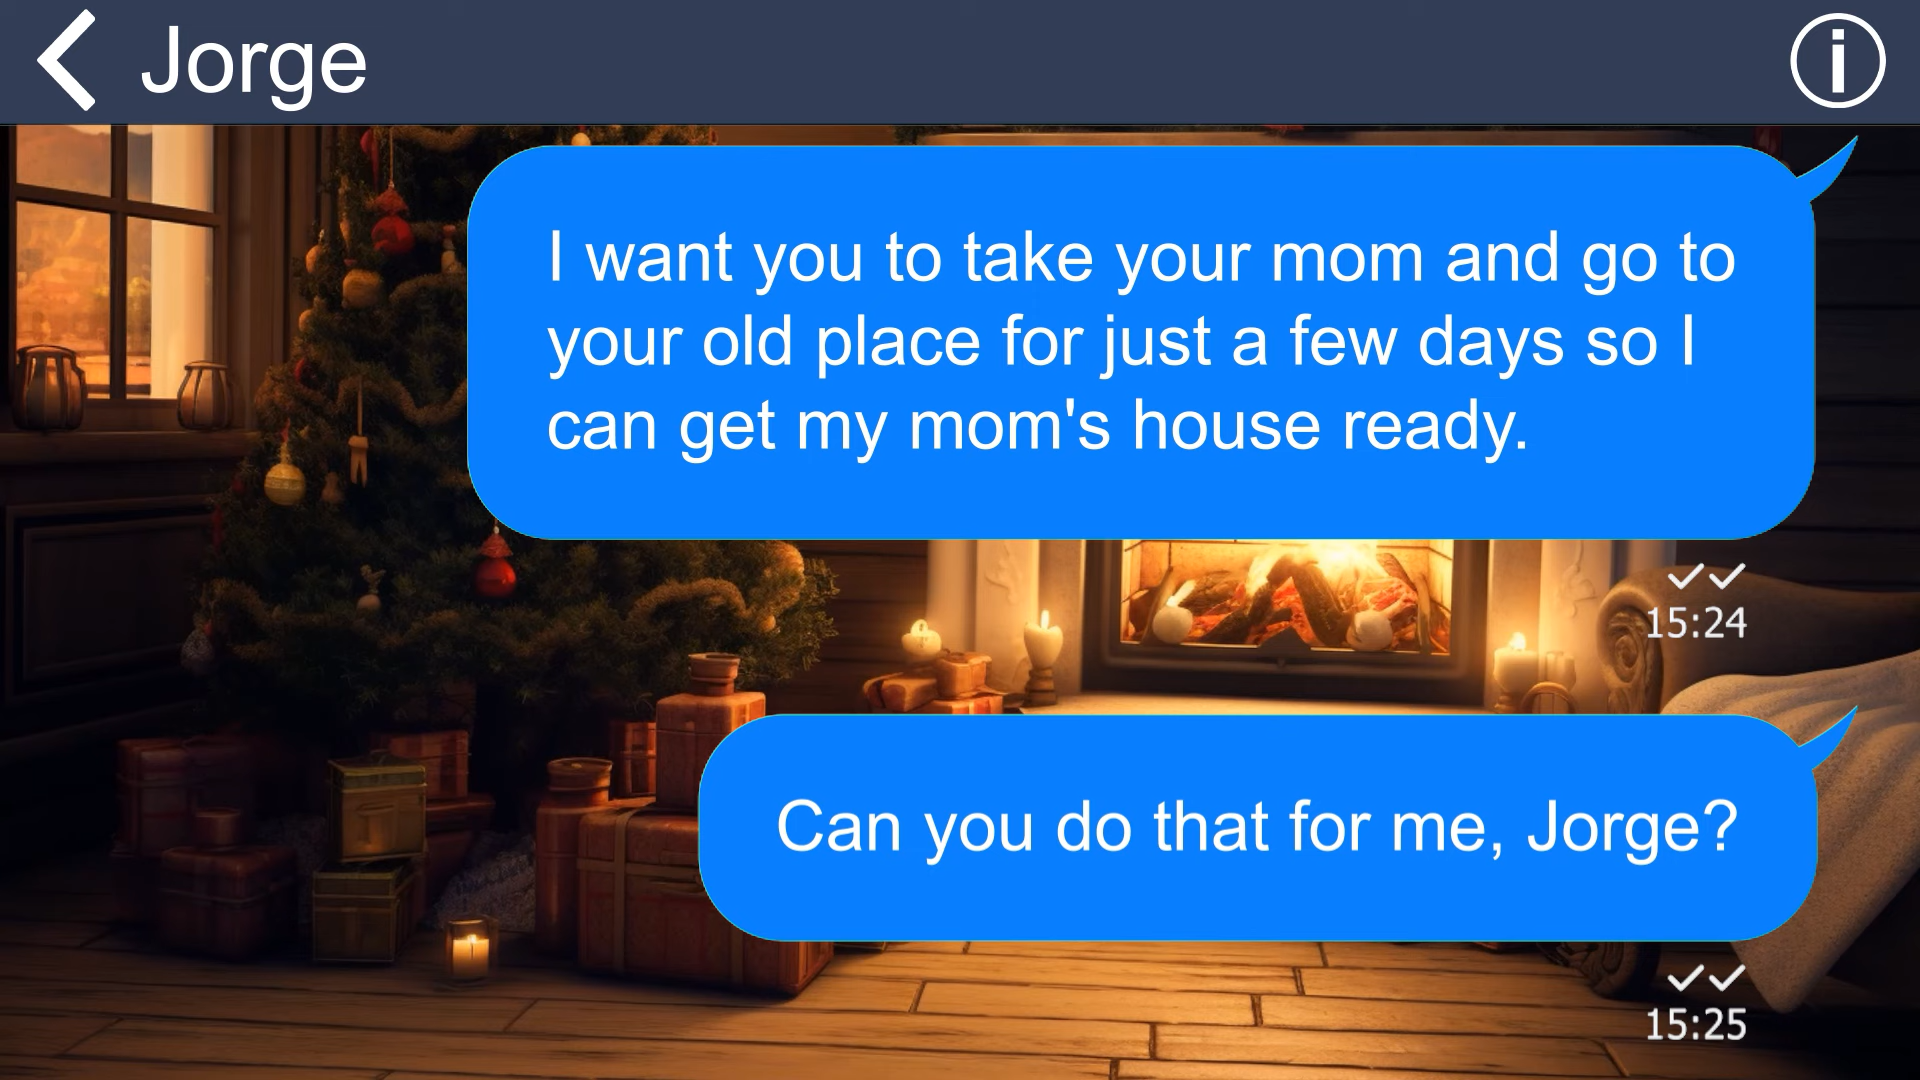 Jorge
I want you to take your mom and go to
your old place for just a few days so I
can get my mom's house ready.
15:24
Can you do that for me, Jorge?
15:25